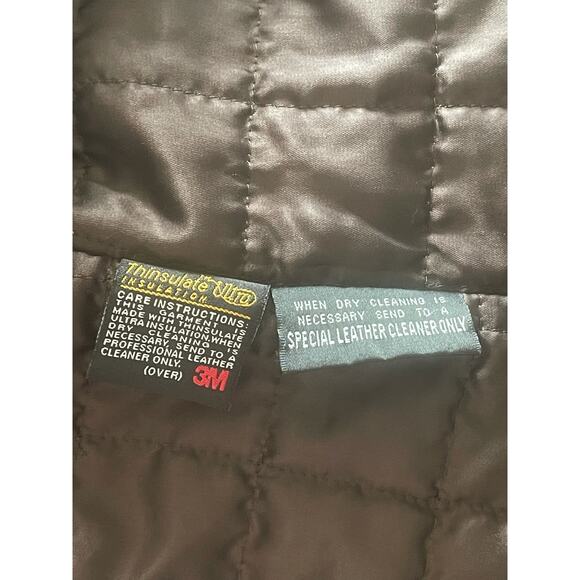 Thinsulate Ultra
INSULATION
CARE INSTRUCTIONS:
THIS GARMENT IS
MADE WITH THINSULATE
ULTRA INSULATION. WHEN
DRY CLEANING IS
NECESSARY, SEND TO A
PROFESSIONAL LEATHER
CLEANER ONLY.
(OVER) 3M
WHEN DRY CLEANING IS
NECESSARY SEND TO A
SPECIAL LEATHER CLEANER ONLY